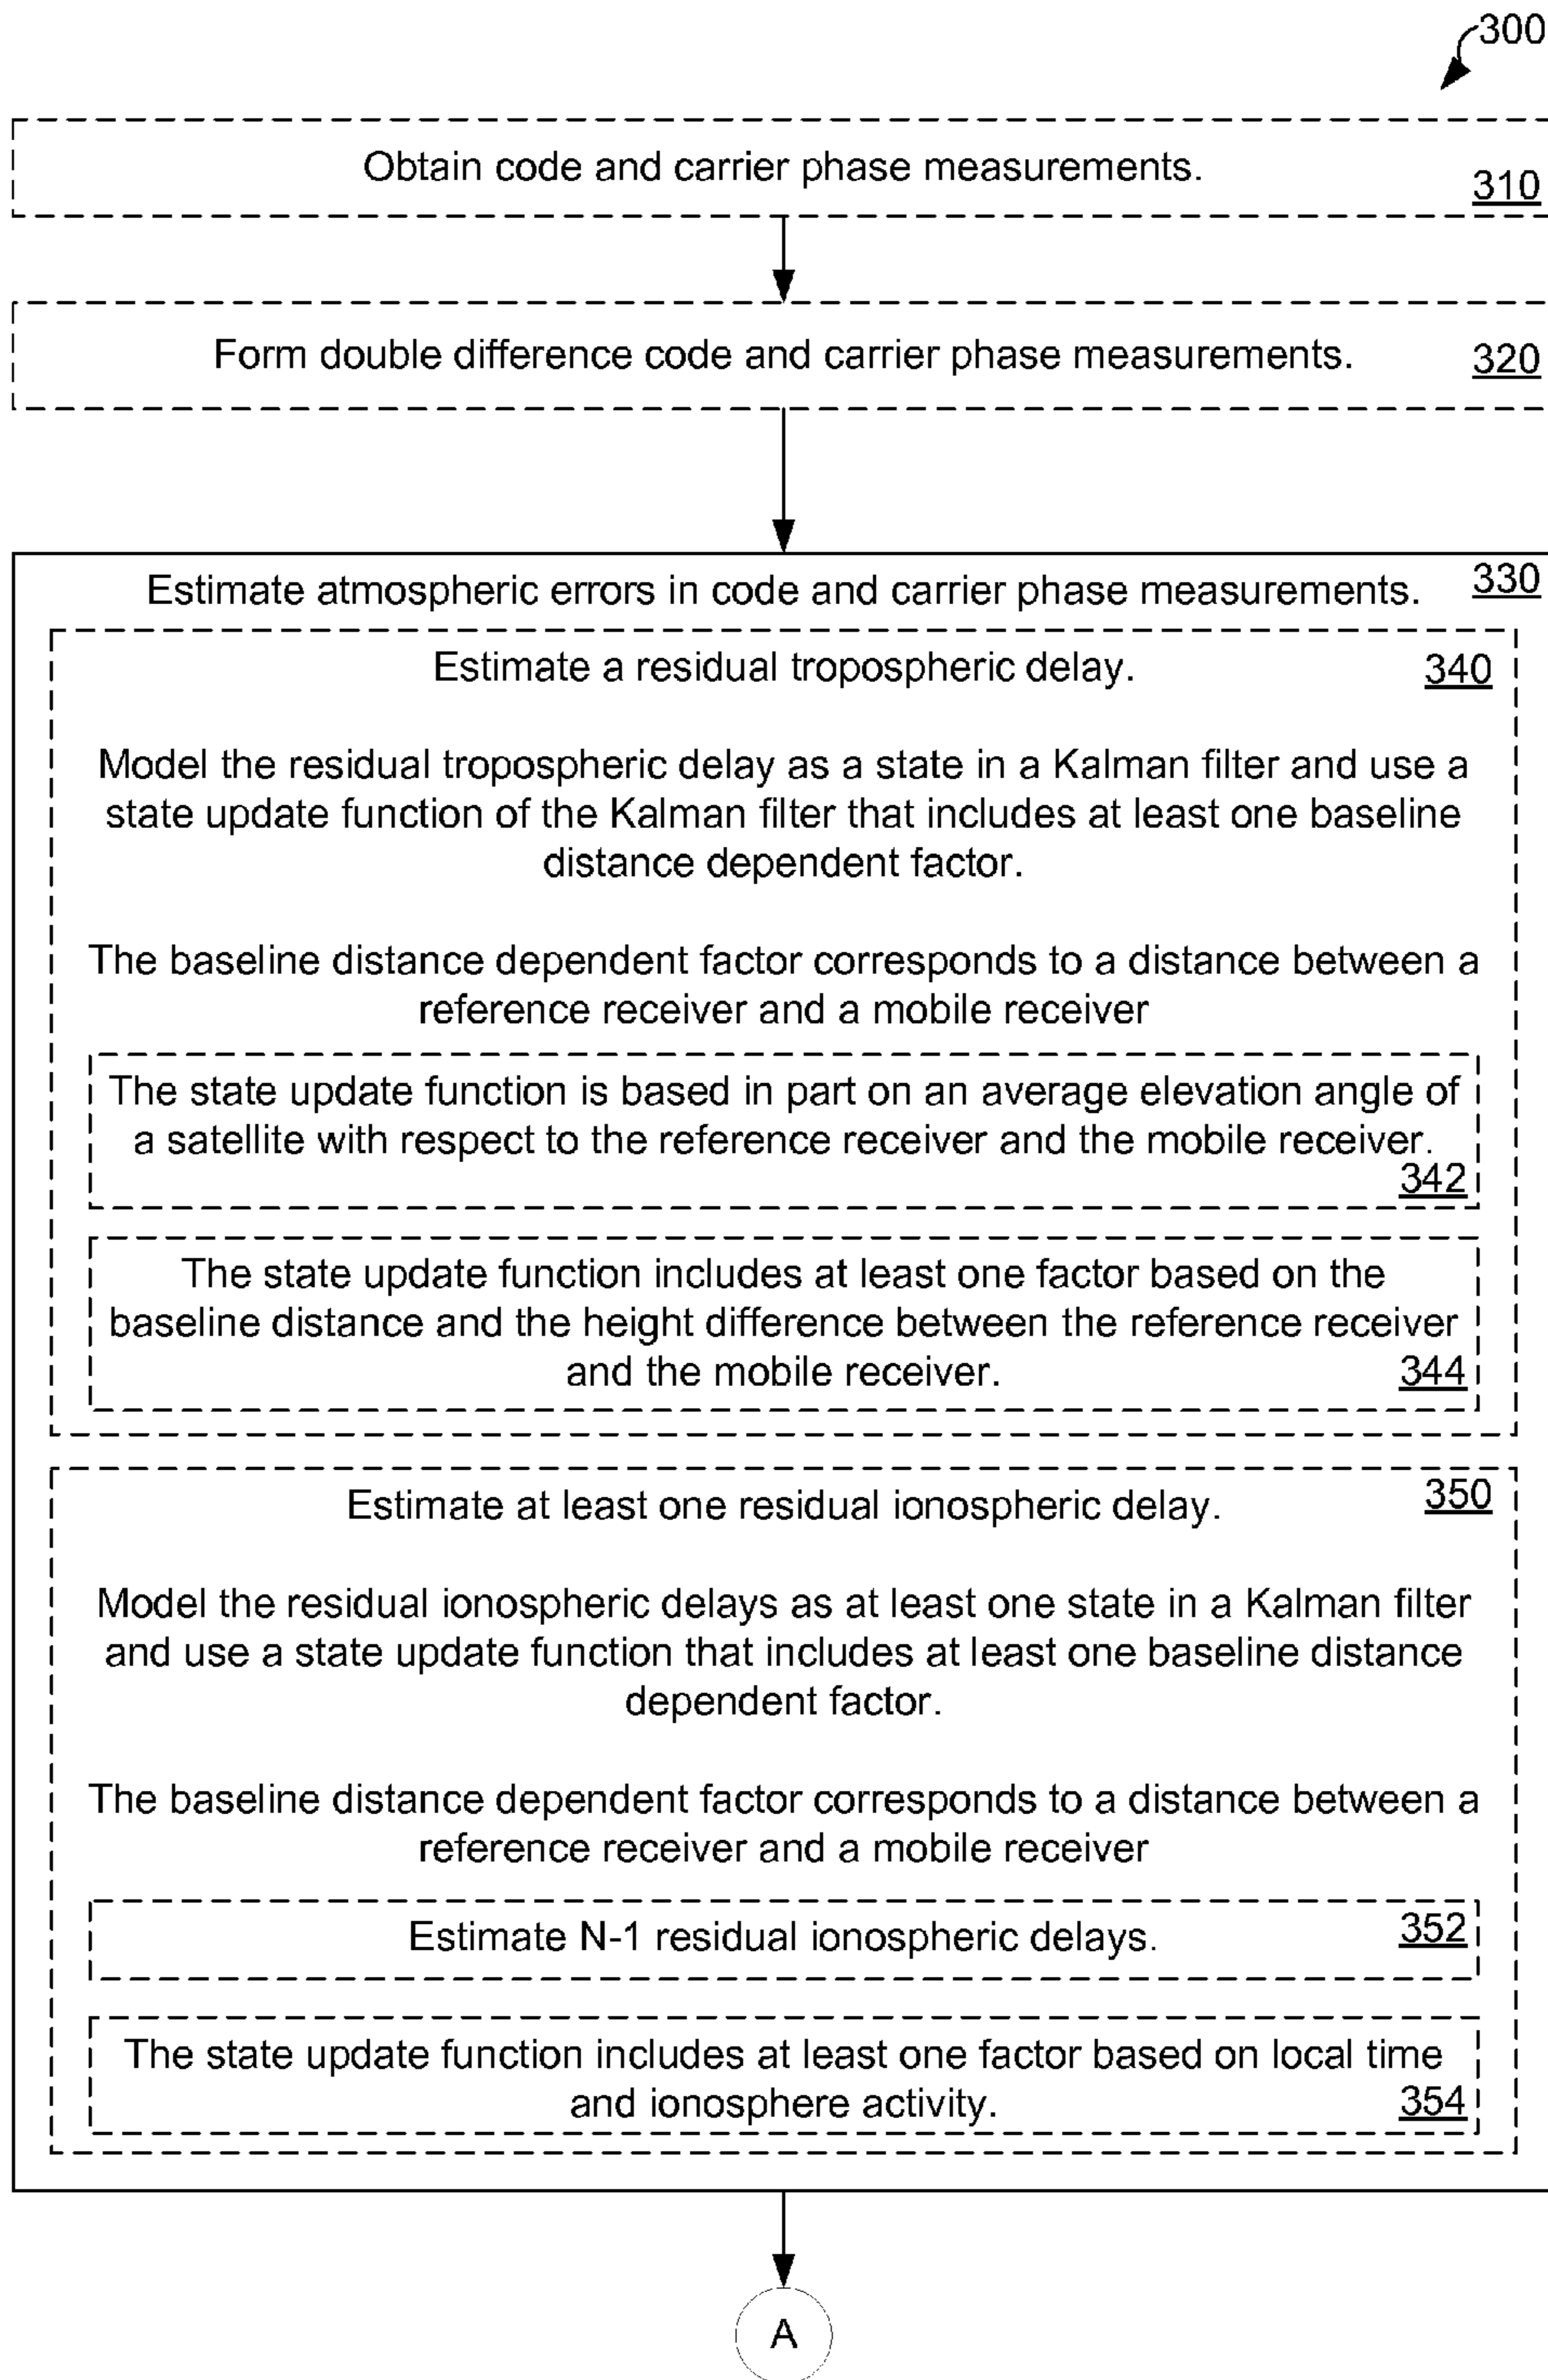 300
Obtain code and carrier phase measurements.
310
Form double difference code and carrier phase measurements.
320
Estimate atmospheric errors in code and carrier phase measurements.
330
Estimate a residual tropospheric delay.
340
Model the residual tropospheric delay as a state in a Kalman filter and use a
state update function of the Kalman filter that includes at least one baseline
distance dependent factor.
The baseline distance dependent factor corresponds to a distance between a
reference receiver and a mobile receiver
The state update function is based in part on an average elevation angle of
a satellite with respect to the reference receiver and the mobile receiver.
342
The state update function includes at least one factor based on the
baseline distance and the height difference between the reference receiver
and the mobile receiver.
344
Estimate at least one residual ionospheric delay.
350
Model the residual ionospheric delays as at least one state in a Kalman filter
and use a state update function that includes at least one baseline distance
dependent factor.
The baseline distance dependent factor corresponds to a distance between a
reference receiver and a mobile receiver
Estimate N-1 residual ionospheric delays.
352
The state update function includes at least one factor based on local time
and ionosphere activity.
354
A